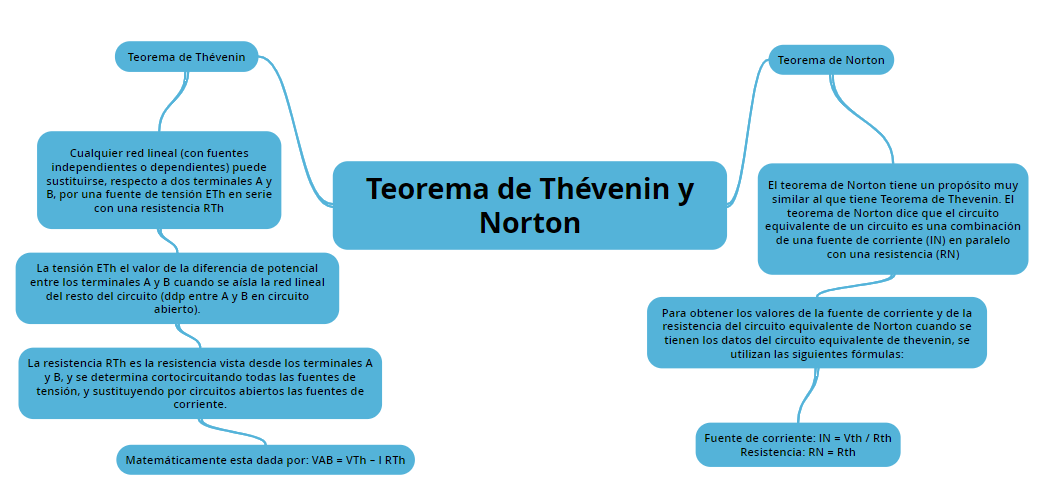 Teorema de Thévenin y
Norton
Teorema de Thévenin
Cualquier red lineal (con fuentes
independientes o dependientes) puede
sustituirse, respecto a dos terminales A y
B, por una fuente de tensión ETh en serie
con una resistencia RTh
La tensión ETh el valor de la diferencia de potencial
entre los terminales A y B cuando se aísla la red lineal
del resto del circuito (ddp entre A y B en circuito
abierto).
La resistencia RTh es la resistencia vista desde los terminales A
y B, y se determina cortocircuitando todas las fuentes de
tensión, y sustituyendo por circuitos abiertos las fuentes de
corriente.
Matemáticamente esta dada por: VAB = VTh – I RTh
Teorema de Norton
El teorema de Norton tiene un propósito muy
similar al que tiene Teorema de Thevenin. El
teorema de Norton dice que el circuito
equivalente de un circuito es una combinación
de una fuente de corriente (IN) en paralelo
con una resistencia (RN)
Para obtener los valores de la fuente de corriente y de la
resistencia del circuito equivalente de Norton cuando se
tienen los datos del circuito equivalente de thevenin, se
utilizan las siguientes fórmulas:
Fuente de corriente: IN = Vth / Rth
Resistencia: RN = Rth